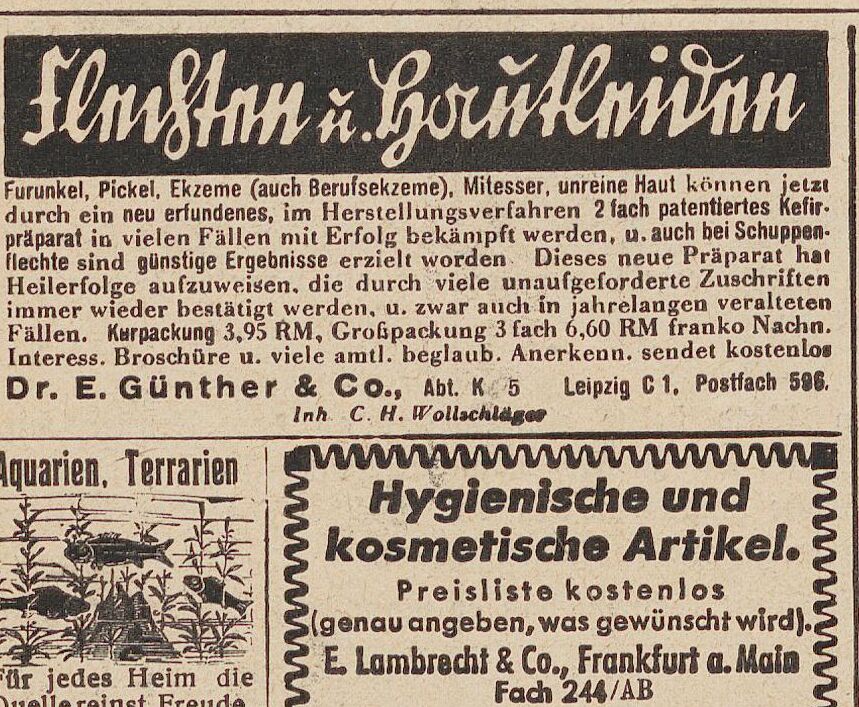 Flechten u. Hautleiden
Furunkel, Pickel, Ekzeme (auch Berufsekzeme), Mitesser, unreine Haut können jetzt
durch ein neu erfundenes, im Herstellungsverfahren 2 fach patentiertes Kefir-
präparat in vielen Fällen mit Erfolg bekämpft werden, u. auch bei Schuppen-
flechte sind günstige Ergebnisse erzielt worden Dieses neue Präparat hat
Heilerfolge aufzuweisen, die durch viele unaufgeforderte Zuschriften
immer wieder bestätigt werden, u. zwar auch in jahrelangen veralteten
Fällen. Kurpackung 3,95 RM, Großpackung 3 fach 6,60 RM franko Nachn.
Interess. Broschüre u. viele amtl. beglaub. Anerkenn. sendet kostenlos
Dr. E. Günther & Co., Abt. K 5 Leipzig C 1, Postfach 596.
Inh C. H. Wollschläger
Aquarien, Terrarien
Für jedes Heim die
Quelle reinst Freude
Hygienische und
kosmetische Artikel.
Preisliste kostenlos
(genau angeben, was gewünscht wird).
E. Lambrecht & Co., Frankfurt a. Main
Fach 244/AB